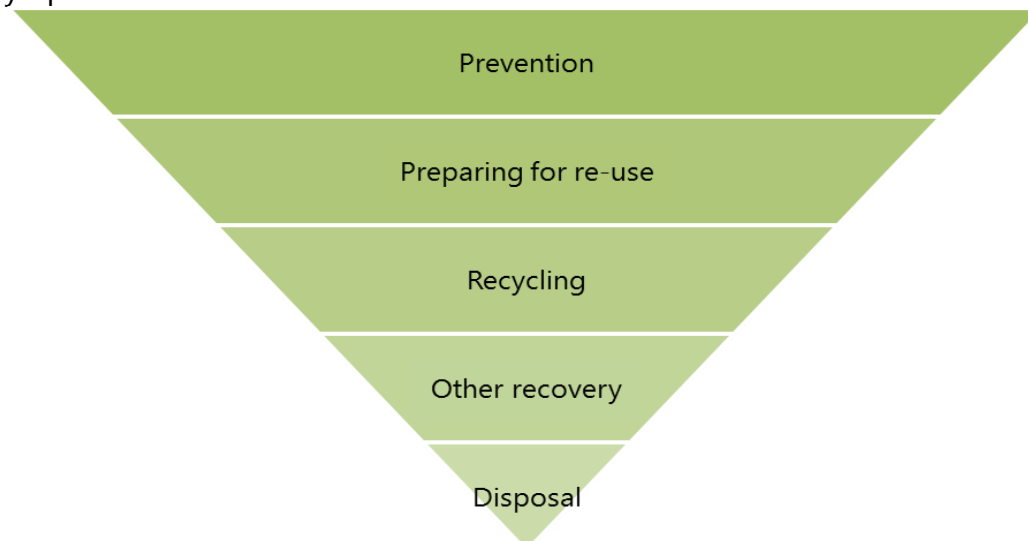 Prevention
Preparing for re-use
Recycling
Other recovery
Disposal